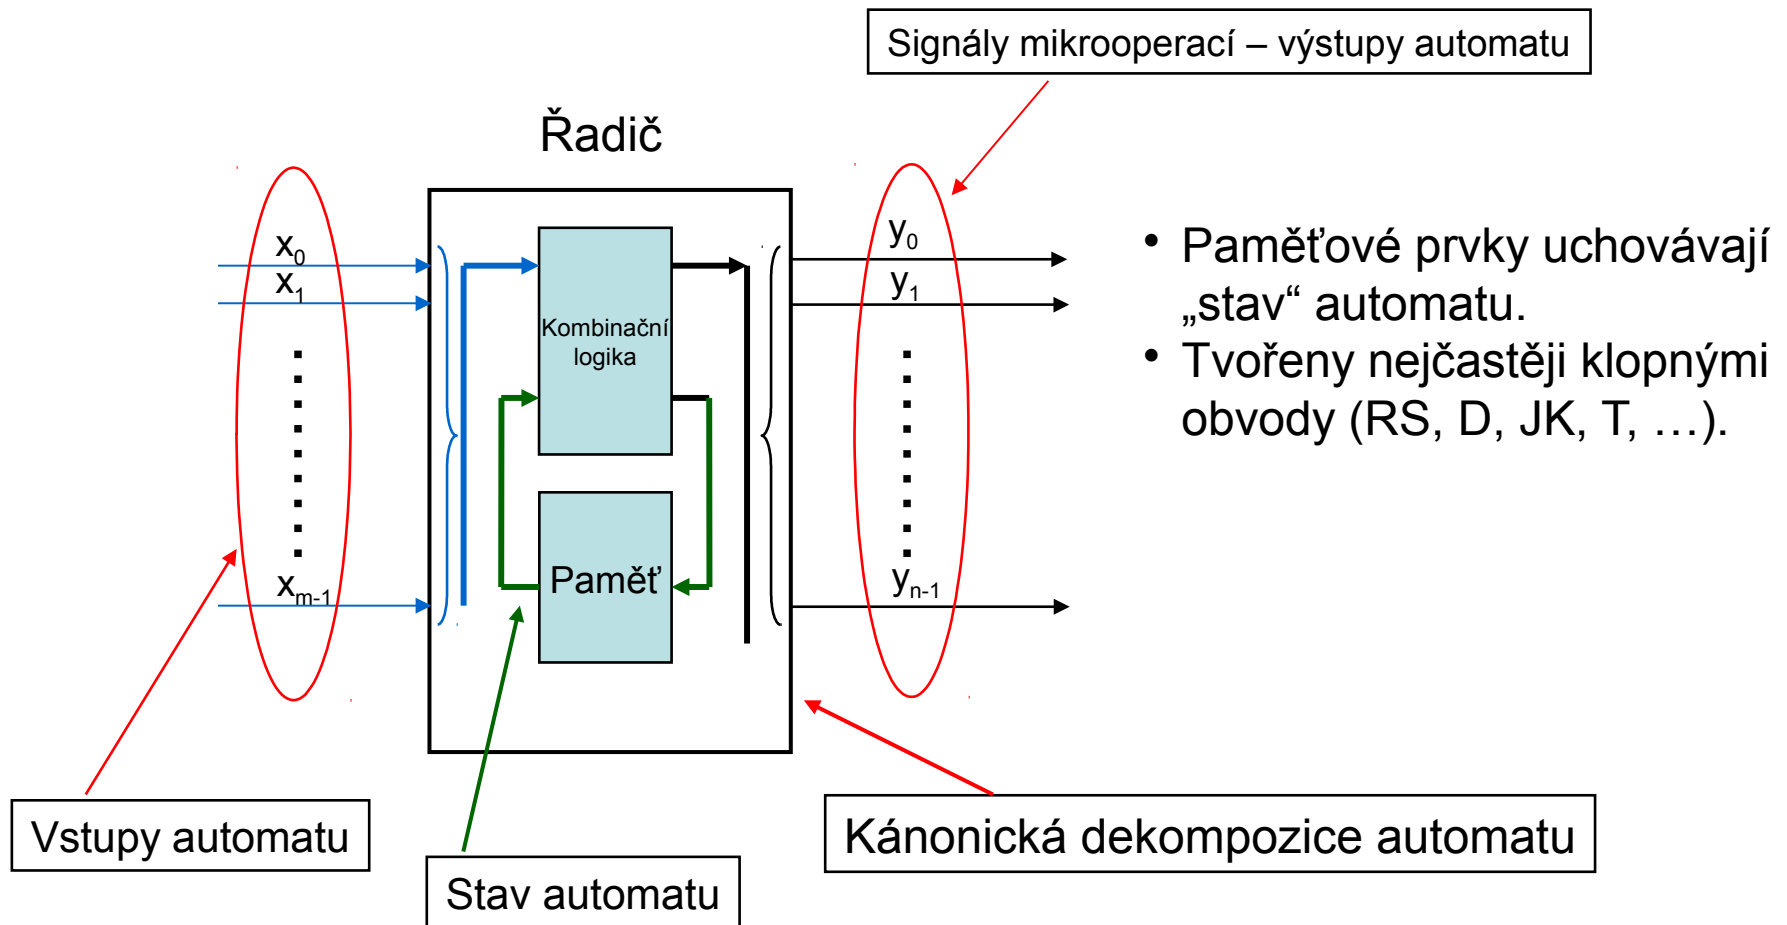 Signály mikrooperací – výstupy automatu
Řadič
x0
x1
xm-1
Kombinační
logika
Paměť
y0
y1
yn-1
• Paměťové prvky uchovávají
„stav“ automatu.
• Tvořeny nejčastěji klopnými
obvody (RS, D, JK, T, …).
Vstupy automatu
Stav automatu
Kánonická dekompozice automatu